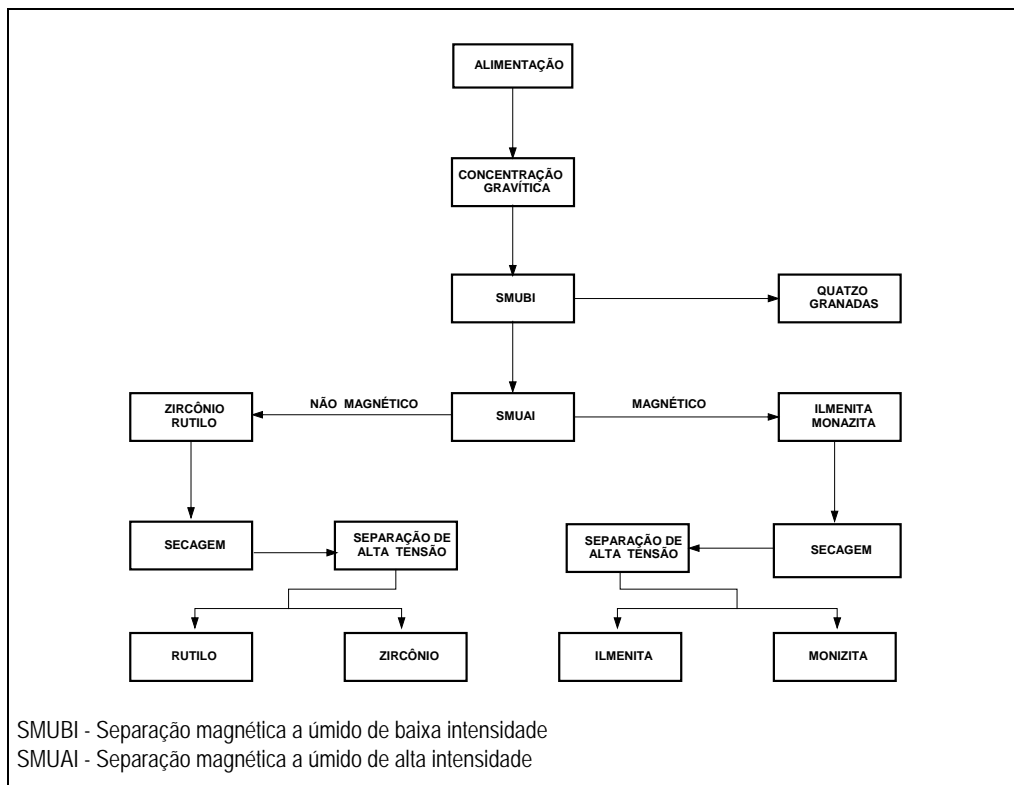 ALIMENTAÇÃO
CONCENTRAÇÃO
GRAVÍTICA
SMUBI
QUATZO
GRANADAS
ZIRCÔNIO
RUTILO
NÃO MAGNÉTICO
SMUAI
MAGNÉTICO
ILMENITA
MONAZITA
SECAGEM
SEPARAÇÃO DE
ALTA TENSÃO
SEPARAÇÃO DE
ALTA TENSÃO
SECAGEM
RUTILO
ZIRCÔNIO
ILMENITA
MONIZITA
SMUBI - Separação magnética a úmido de baixa intensidade
SMUAI - Separação magnética a úmido de alta intensidade